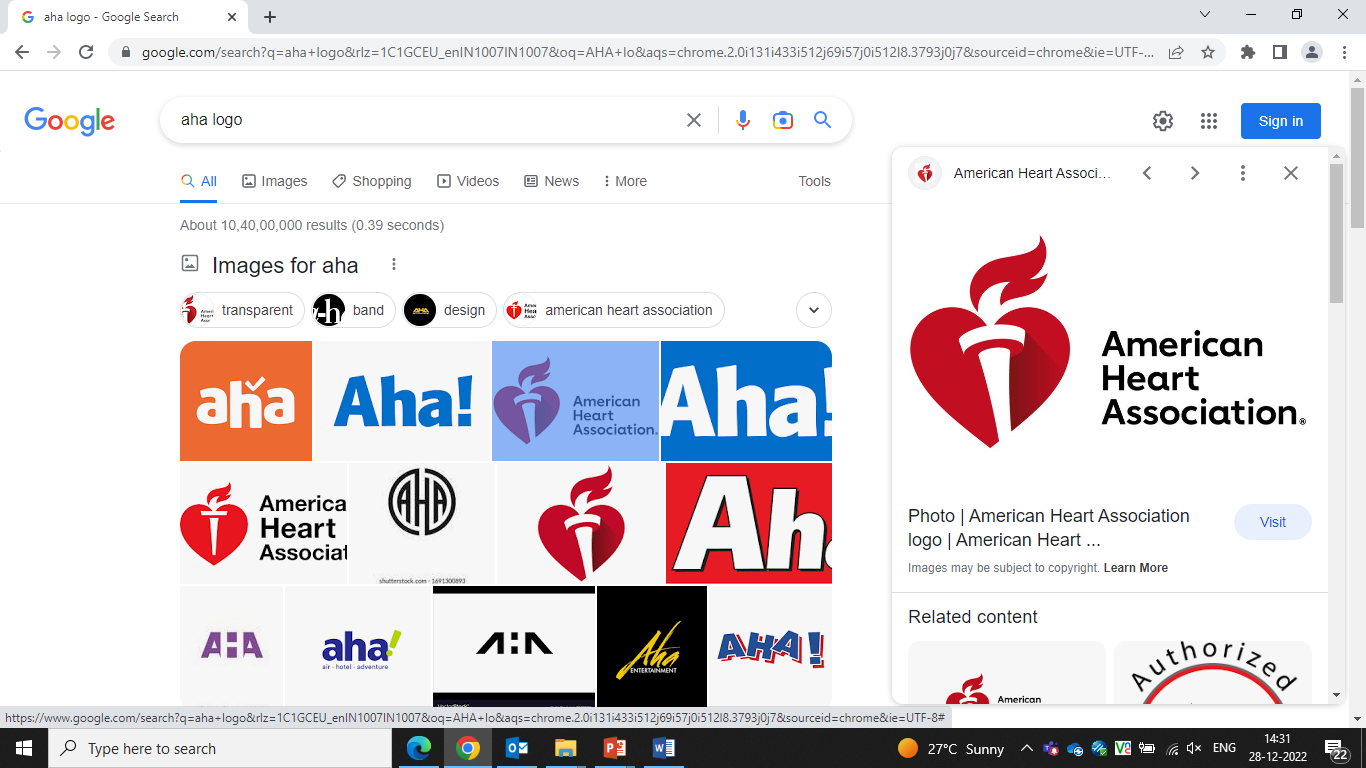 aha logo - Google Search
google.com/search?q=aha+logo&rlz=1C1GCEU_enIN1007IN1007&oq=AHA+lo&aqs=chrome.2.0i131i433i512j69i57j0i512l8.3793j0j7&sourceid=chrome&ie=UTF-...
Google
aha logo
Sign in
All
Images
Shopping
Videos
News
More
Tools
About 10,40,00,000 results (0.39 seconds)
Images for aha
transparent
band
design
american heart association
aha
Aha!
American
Heart
Association.
Aha!
America
Heart
Associat
AHA
shutterstock.com · 1691300893
Ah
AHA
aha!
air - hotel - adventure
AHA
Aha
ENTERTAINMENT
AHA!
American Heart Associ...
American
Heart
Association.®
Photo | American Heart Association
logo | American Heart ...
Visit
Images may be subject to copyright. Learn More
Related content
American
Authorized
https://www.google.com/search?q=aha+logo&rlz=1C1GCEU_enIN1007IN1007&oq=AHA+lo&aqs=chrome.2.0i131i433i512j69i57j0i512l8.3793j0j7&sourceid=chrome&ie=UTF-8#
Type here to search
27°C Sunny
ENG
14:31
28-12-2022
22